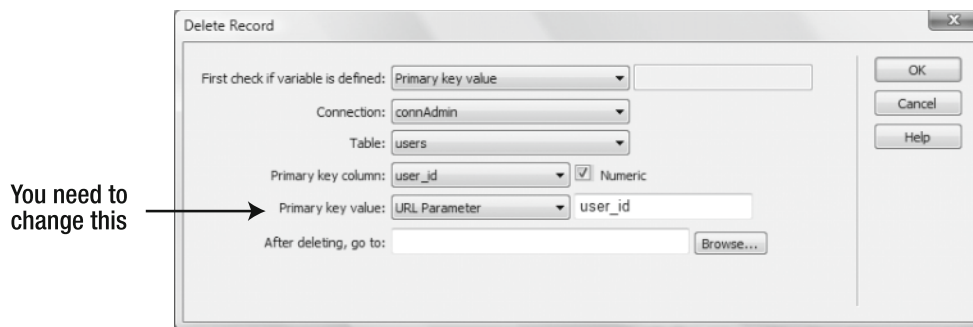 Delete Record
First check if variable is defined: Primary key value
OK
Connection: connAdmin
Cancel
Table: users
Help
Primary key column: user_id Numeric
You need to change this
Primary key value: URL Parameter user_id
After deleting, go to: Browse...